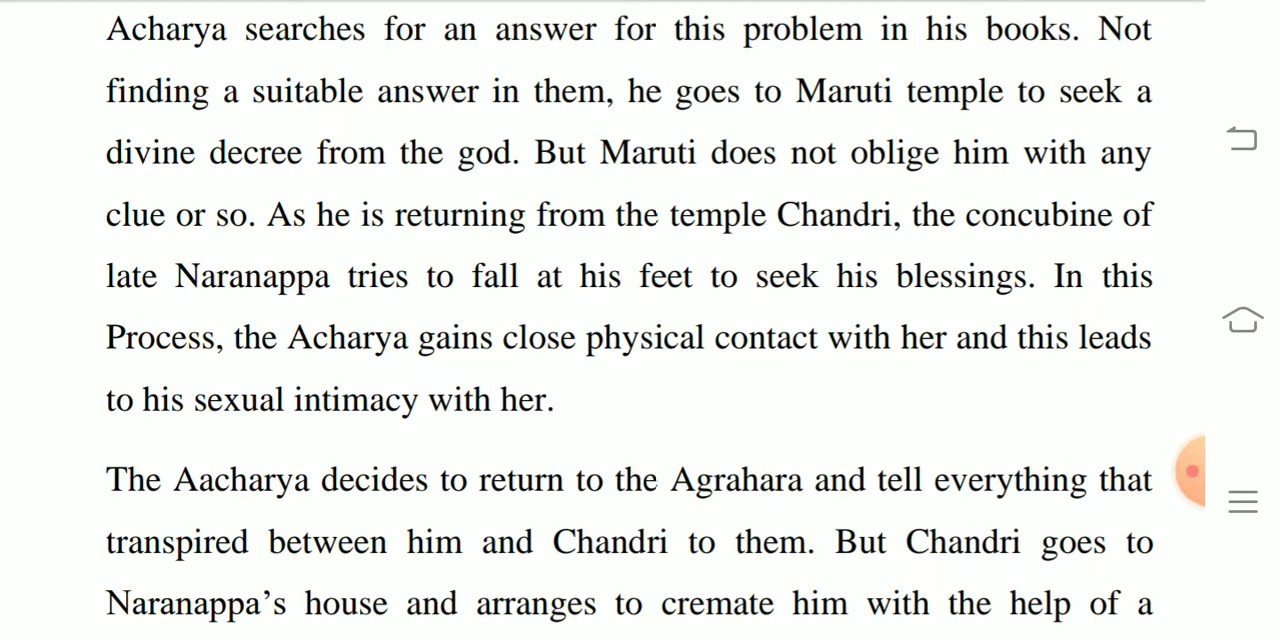 Acharya searches for an answer for this problem in his books. Not
finding a suitable answer in them, he goes to Maruti temple to seek a
divine decree from the god. But Maruti does not oblige him with any
clue or so. As he is returning from the temple Chandri, the concubine of
late Naranappa tries to fall at his feet to seek his blessings. In this
Process, the Acharya gains close physical contact with her and this leads
to his sexual intimacy with her.
The Aacharya decides to return to the Agrahara and tell everything that
transpired between him and Chandri to them. But Chandri goes to
Naranappa’s house and arranges to cremate him with the help of a